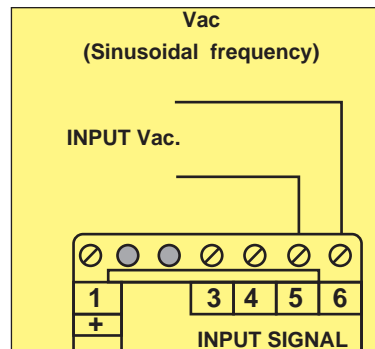 Vac
(Sinusoidal frequency)
INPUT Vac.
1 3 4 5 6
+
INPUT SIGNAL